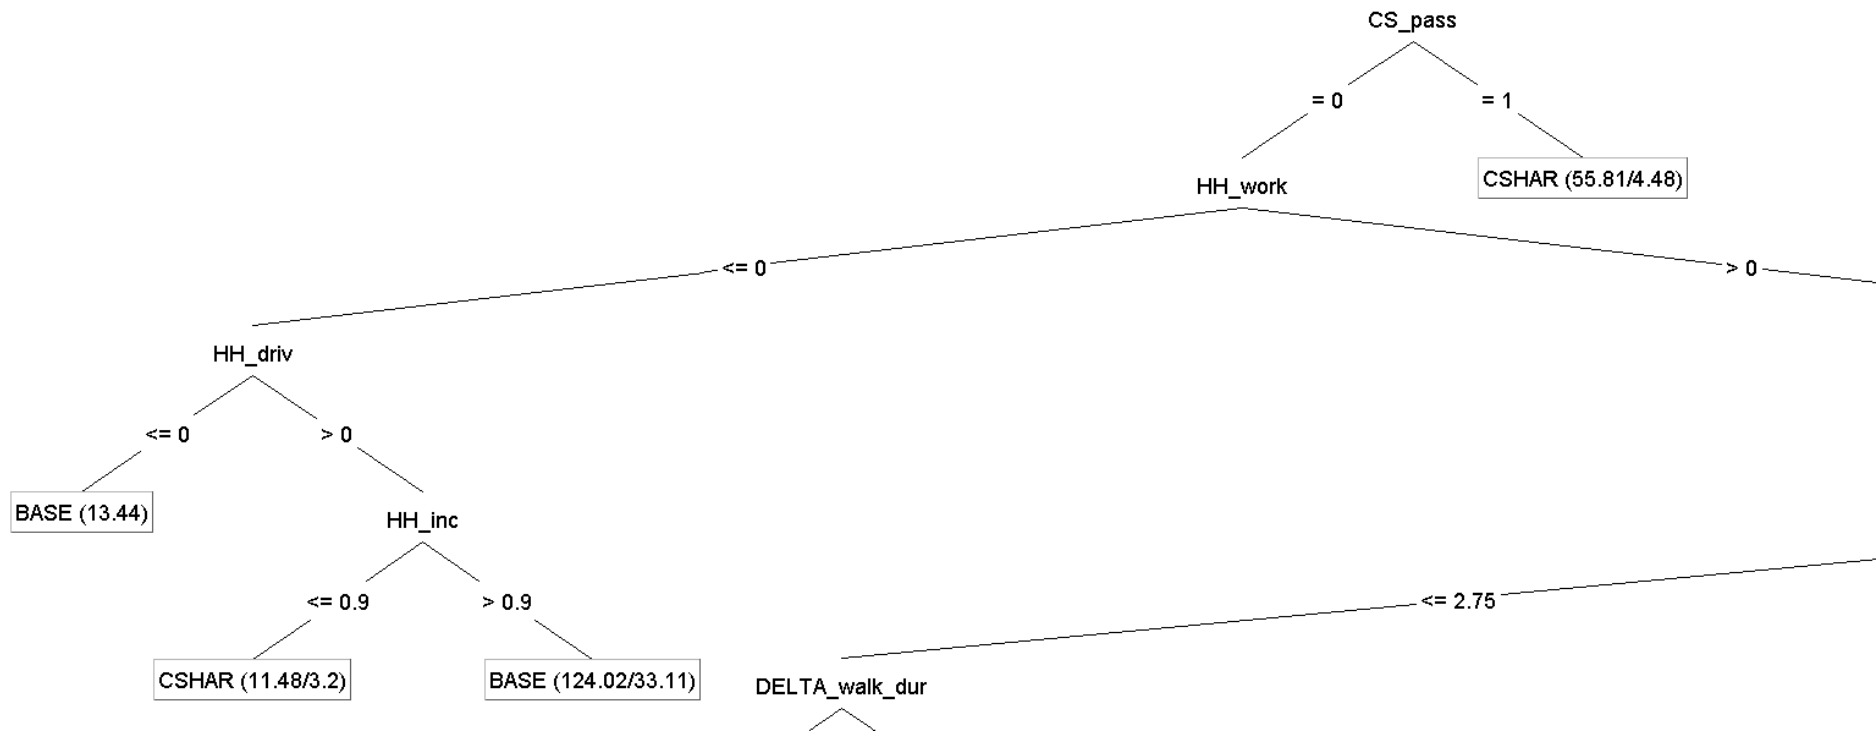 CS_pass
= 0
= 1
HH_work
CSHAR (55.81/4.48)
<= 0
> 0
HH_driv
<= 0
> 0
BASE (13.44)
HH_inc
<= 0.9
> 0.9
<= 2.75
CSHAR (11.48/3.2)
BASE (124.02/33.11)
DELTA_walk_dur